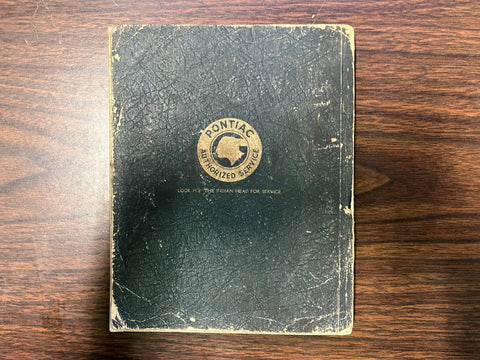 PONTIAC
AUTHORIZED SERVICE
LOOK FOR THE INDIAN HEAD FOR SERVICE